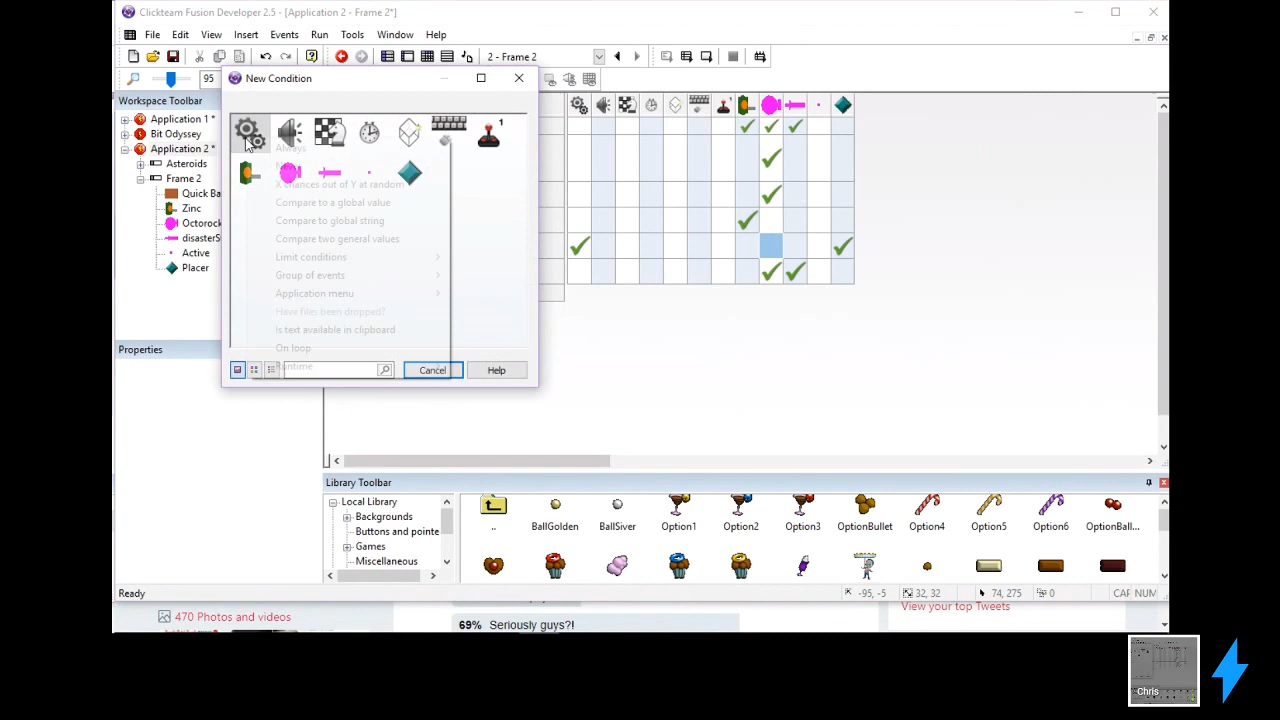 Clickteam Fusion Developer 2.5 - [Application 2 - Frame 2*]
File Edit View Insert Events Run Tools Window Help
2 - Frame 2
95
New Condition
Workspace Toolbar
Application 1 *
Bit Odyssey
Application 2 *
Asteroids
Frame 2
Quick Ba
Zinc
Octorock
disasterS
Active
Placer
1
Always
X chances out of Y at random
Compare to a global value
Compare to global string
Compare two general values
Limit conditions
Group of events
Application menu
Have files been dropped?
Is text available in clipboard
On loop
Runtime
Cancel Help
Properties
Library Toolbar
Local Library
Backgrounds
Buttons and pointe
Games
Miscellaneous
.. BallGolden BallSiver Option1 Option2 Option3 OptionBullet Option4 Option5 Option6 OptionBall...
Ready
-95, -5 32, 32 74, 275 0 CAP NUM
470 Photos and videos
69% Seriously guys?!
View your top Tweets
Chris